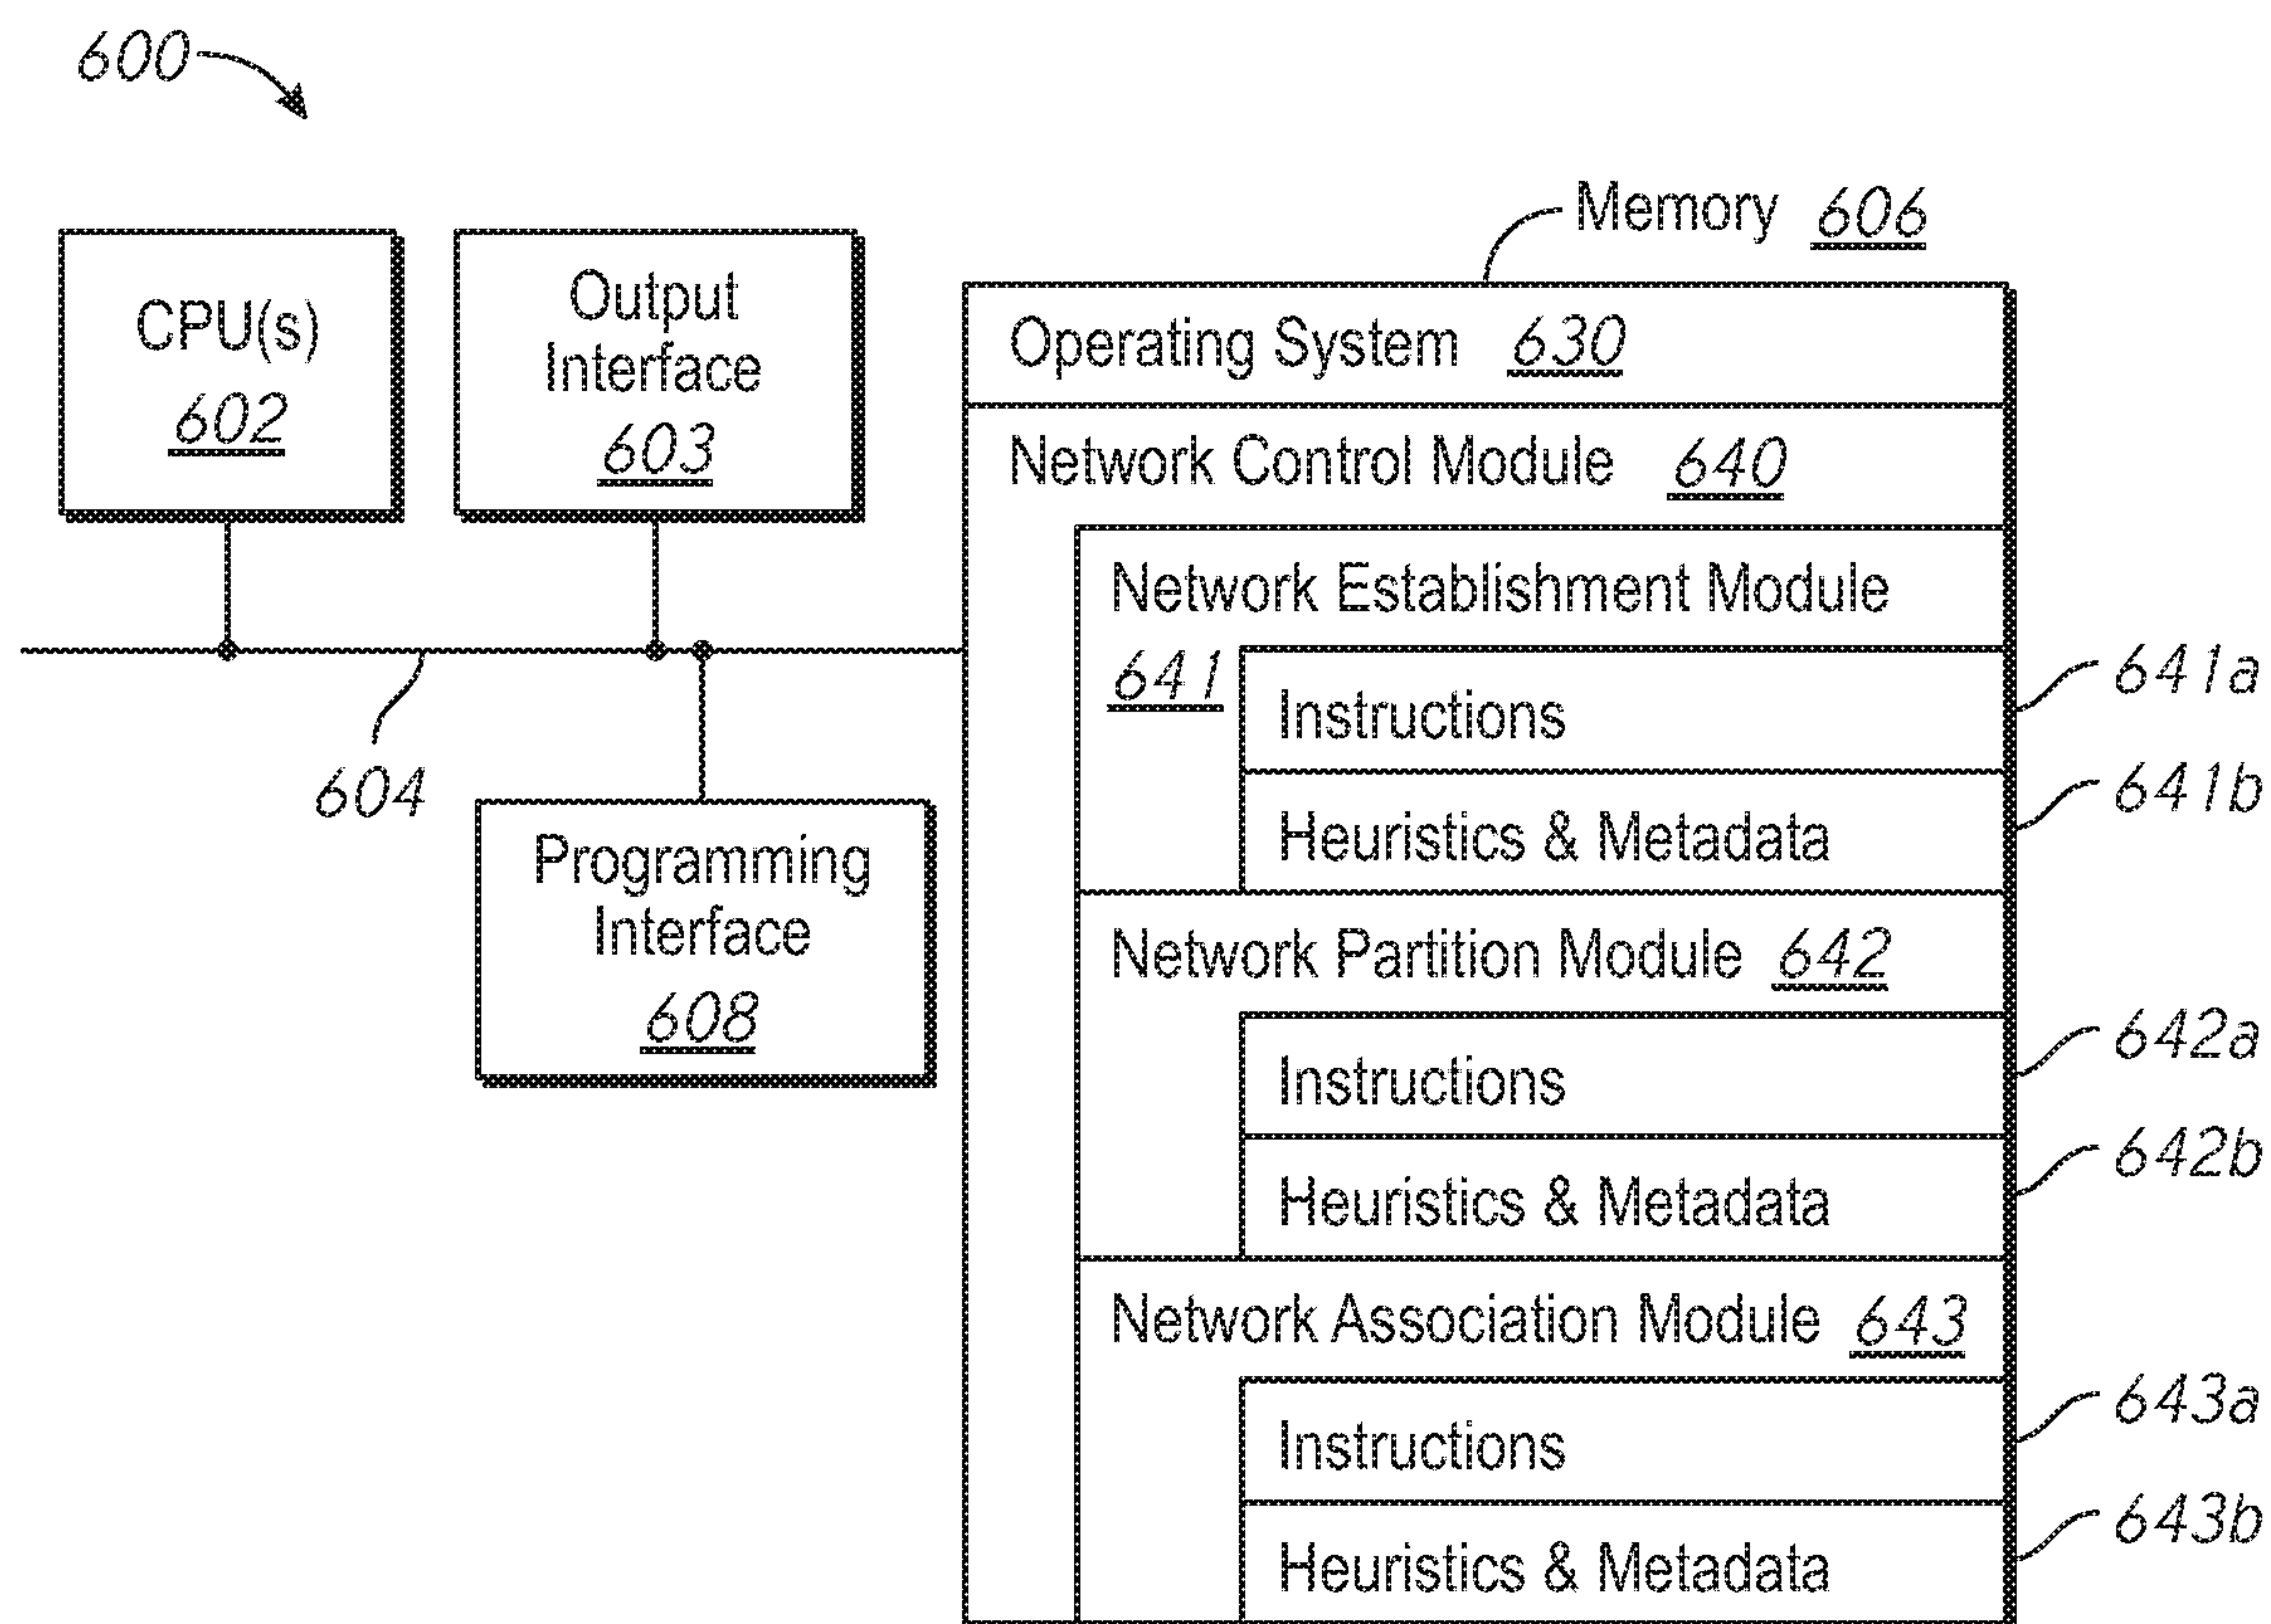 600
Memory 606
CPU(s)
602
Output
Interface
603
Operating System 630
Network Control Module 640
Network Establishment Module
641
Instructions
641a
Heuristics & Metadata
641b
604
Programming
Interface
608
Network Partition Module 642
Instructions
642a
Heuristics & Metadata
642b
Network Association Module 643
Instructions
643a
Heuristics & Metadata
643b